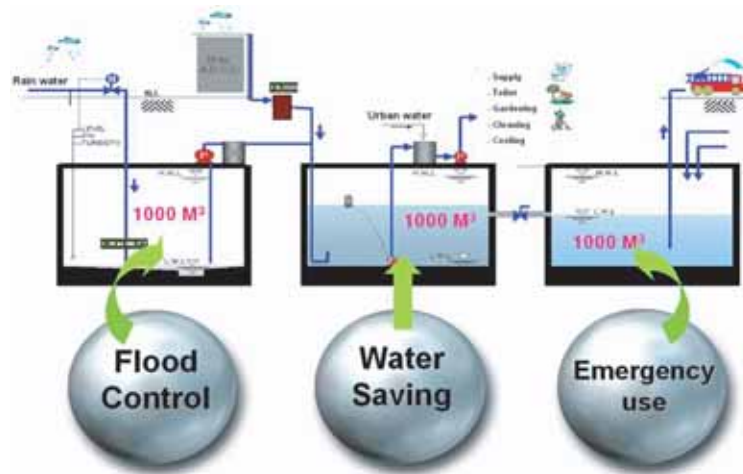 Rain water
Urban water
- Supply
- Toilet
- Gardening
- Cleaning
- Cooling
H.W.L
1000 M³
1000 M³
1000 M³
Flood
Control
Water
Saving
Emergency
use